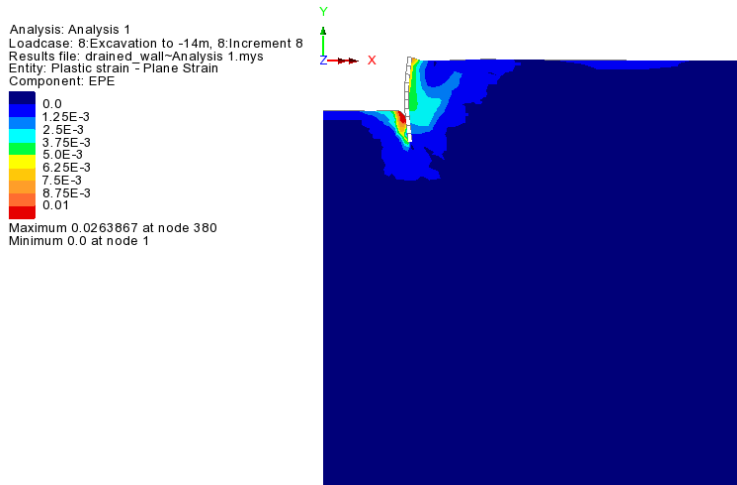 Analysis: Analysis 1
Loadcase: 8:Excavation to -14m, 8:Increment 8
Results file: drained_wall~Analysis 1.mys
Entity: Plastic strain - Plane Strain
Component: EPE
0.0
1.25E-3
2.5E-3
3.75E-3
5.0E-3
6.25E-3
7.5E-3
8.75E-3
0.01
Maximum 0.0263867 at node 380
Minimum 0.0 at node 1
Y
Z X